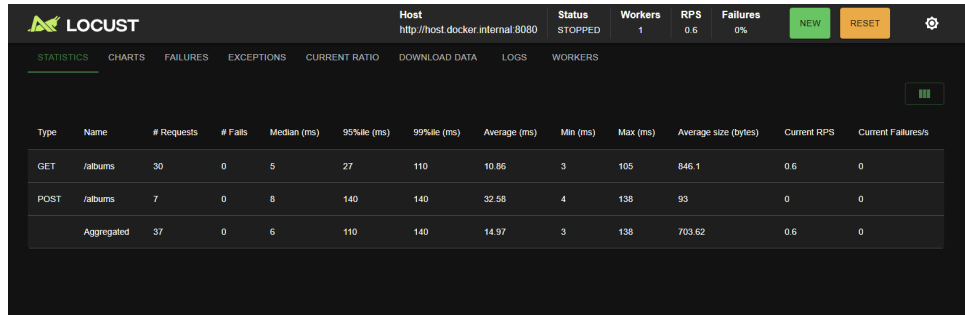 LOCUST
Host
http://host.docker.internal:8080
Status
STOPPED
Workers
1
RPS
0.6
Failures
0%
NEW
RESET
STATISTICS CHARTS FAILURES EXCEPTIONS CURRENT RATIO DOWNLOAD DATA LOGS WORKERS
Type Name # Requests # Fails Median (ms) 95%ile (ms) 99%ile (ms) Average (ms) Min (ms) Max (ms) Average size (bytes) Current RPS Current Failures/s
GET /albums 30 0 5 27 110 10.86 3 105 846.1 0.6 0
POST /albums 7 0 8 140 140 32.58 4 138 93 0 0
Aggregated 37 0 6 110 140 14.97 3 138 703.62 0.6 0